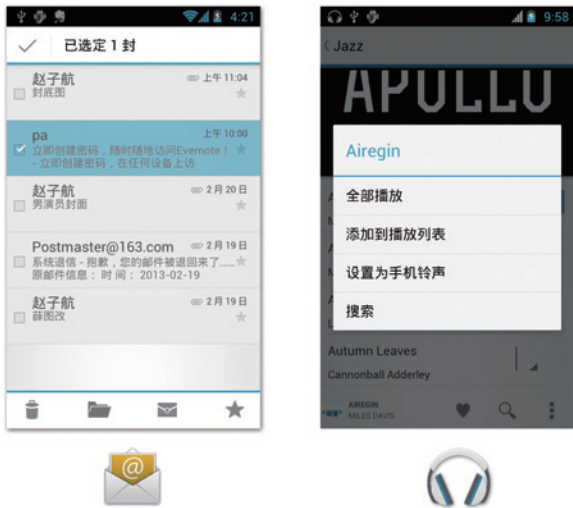 4:21
已选定 1 封
赵子航
上午 11:04
封底图
pa
上午 10:00
立即创建密码，随时随地访问Evernote！
- 立即创建密码，在任何设备上访
赵子航
2月20日
男演员封面
Postmaster@163.com
2月19日
系统退信 - 抱歉，您的邮件被退回来了......
原邮件信息： 时 间： 2013-02-19
赵子航
2月19日
薛图改
@
9:58
Jazz
APOLLO
Airegin
全部播放
添加到播放列表
设置为手机铃声
搜索
Autumn Leaves
Cannonball Adderley
AIREGIN
MILES DAVIS